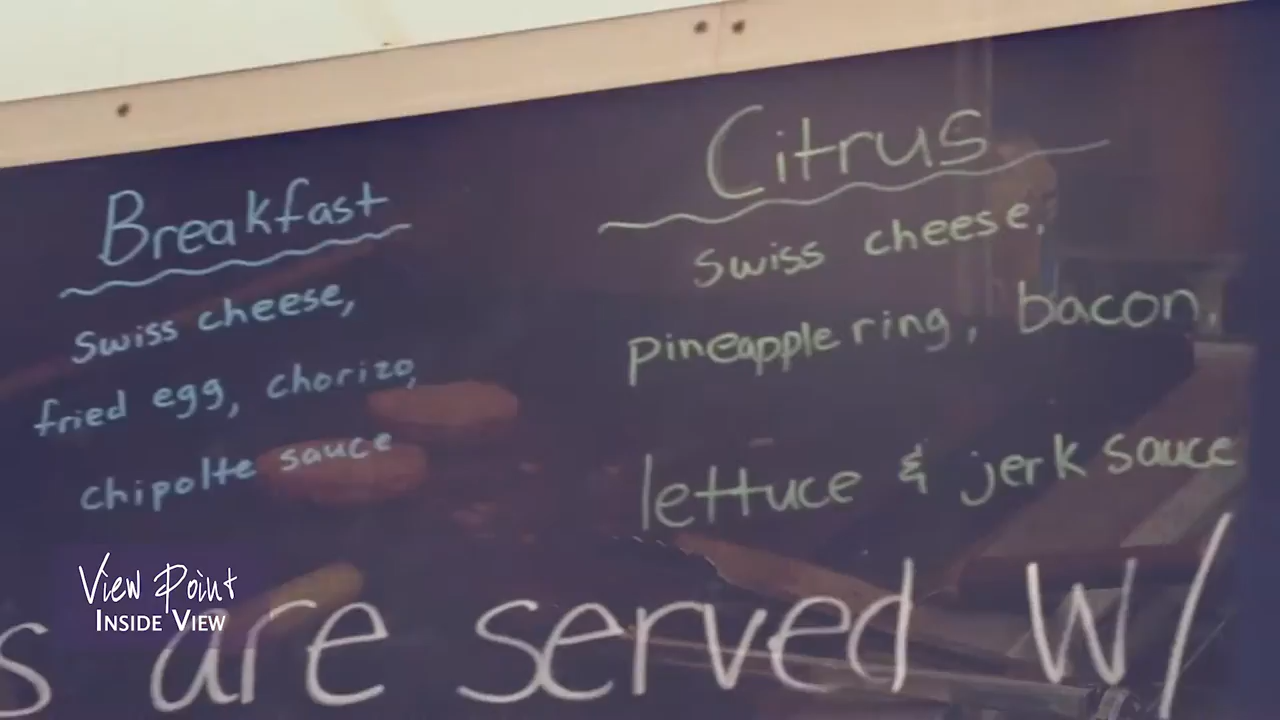 Breakfast
Swiss cheese,
fried egg, chorizo,
chipolte sauce
Citrus
Swiss cheese,
pineapple ring, bacon,
lettuce & jerk sauce
s are served W/
View Point
INSIDE VIEW